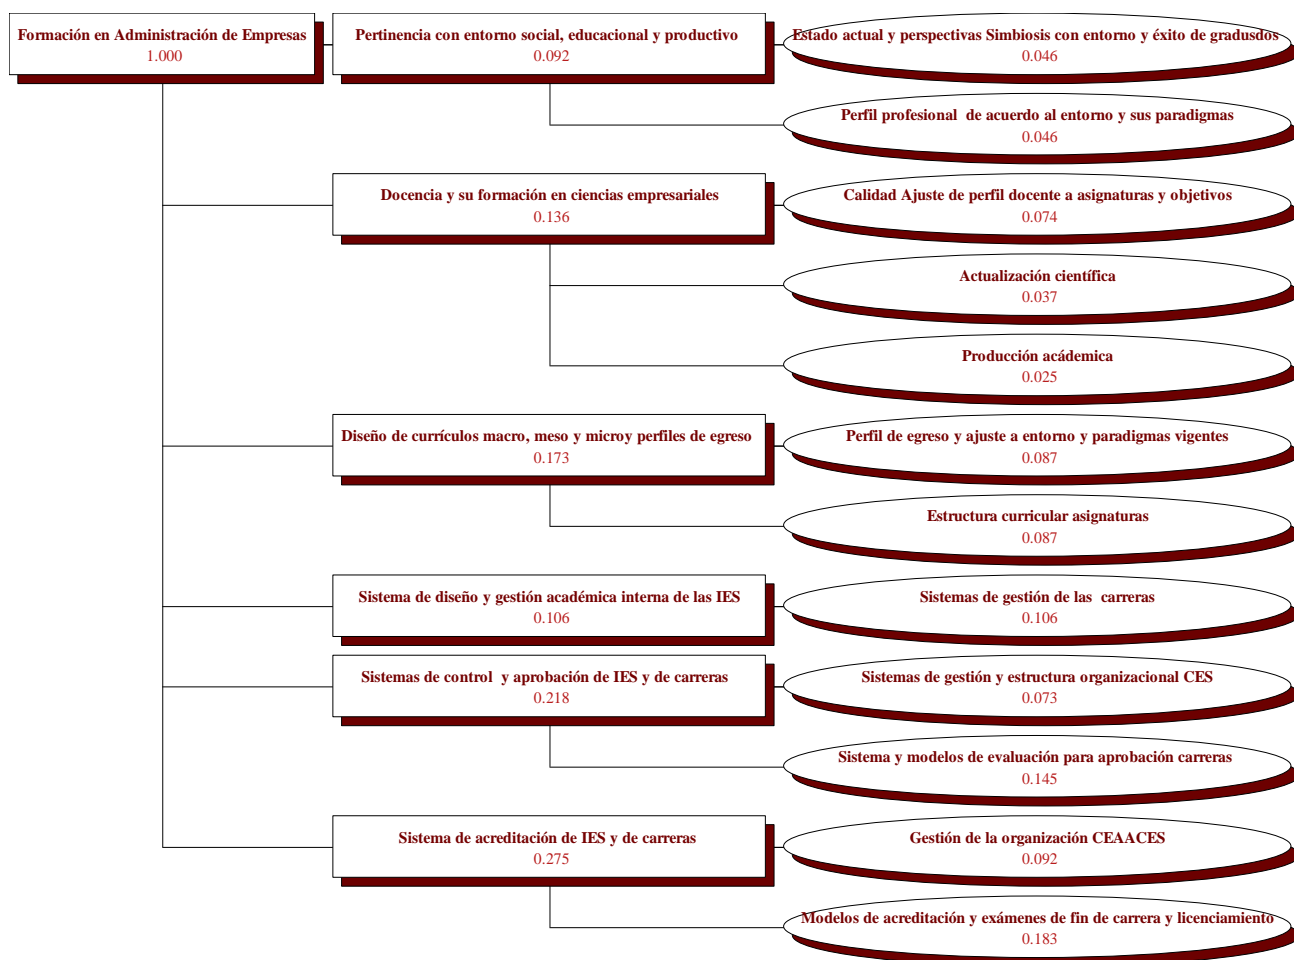 Formación en Administración de Empresas
1.000
Pertinencia con entorno social, educacional y productivo
0.092
Estado actual y perspectivas Simbiosis con entorno y éxito de gradusdos
0.046
Perfil profesional  de acuerdo al entorno y sus paradigmas
0.046
Docencia y su formación en ciencias empresariales
0.136
Calidad Ajuste de perfil docente a asignaturas y objetivos
0.074
Actualización científica
0.037
Producción acádemica
0.025
Diseño de currículos macro, meso y microy perfiles de egreso
0.173
Perfil de egreso y ajuste a entorno y paradigmas vigentes
0.087
Estructura curricular asignaturas
0.087
Sistema de diseño y gestión académica interna de las IES
0.106
Sistemas de gestión de las  carreras
0.106
Sistemas de control  y aprobación de IES y de carreras
0.218
Sistemas de gestión y estructura organizacional CES
0.073
Sistema y modelos de evaluación para aprobación carreras
0.145
Sistema de acreditación de IES y de carreras
0.275
Gestión de la organización CEAACES
0.092
Modelos de acreditación y exámenes de fin de carrera y licenciamiento
0.183